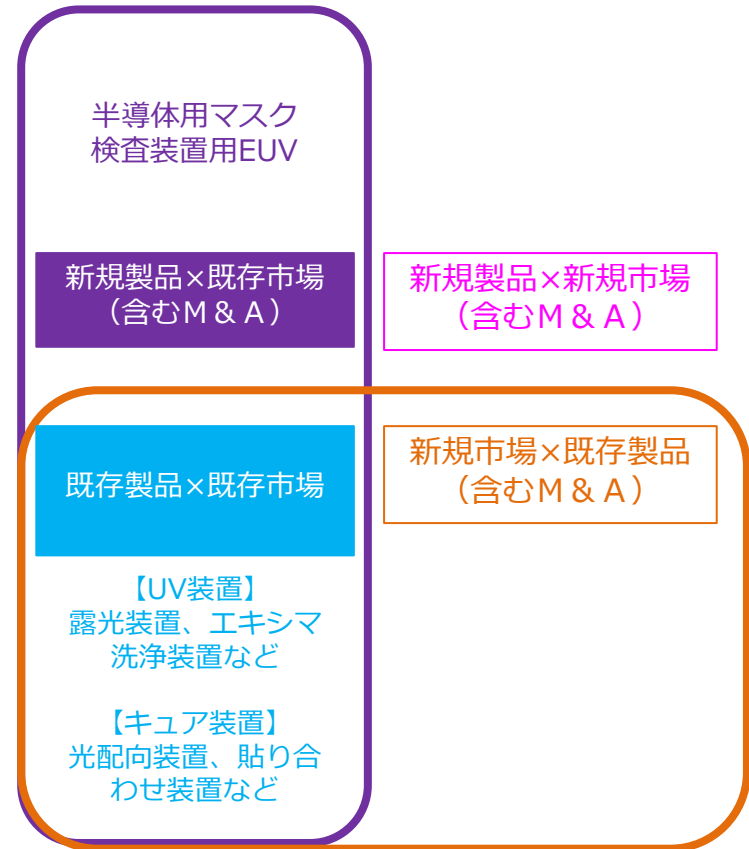 半導体用マスク
検査装置用EUV
新規製品×既存市場
（含むＭ＆Ａ）
新規製品×新規市場
（含むＭ＆Ａ）
既存製品×既存市場
新規市場×既存製品
（含むＭ＆Ａ）
【UV装置】
露光装置、エキシマ
洗浄装置など
【キュア装置】
光配向装置、貼り合
わせ装置など